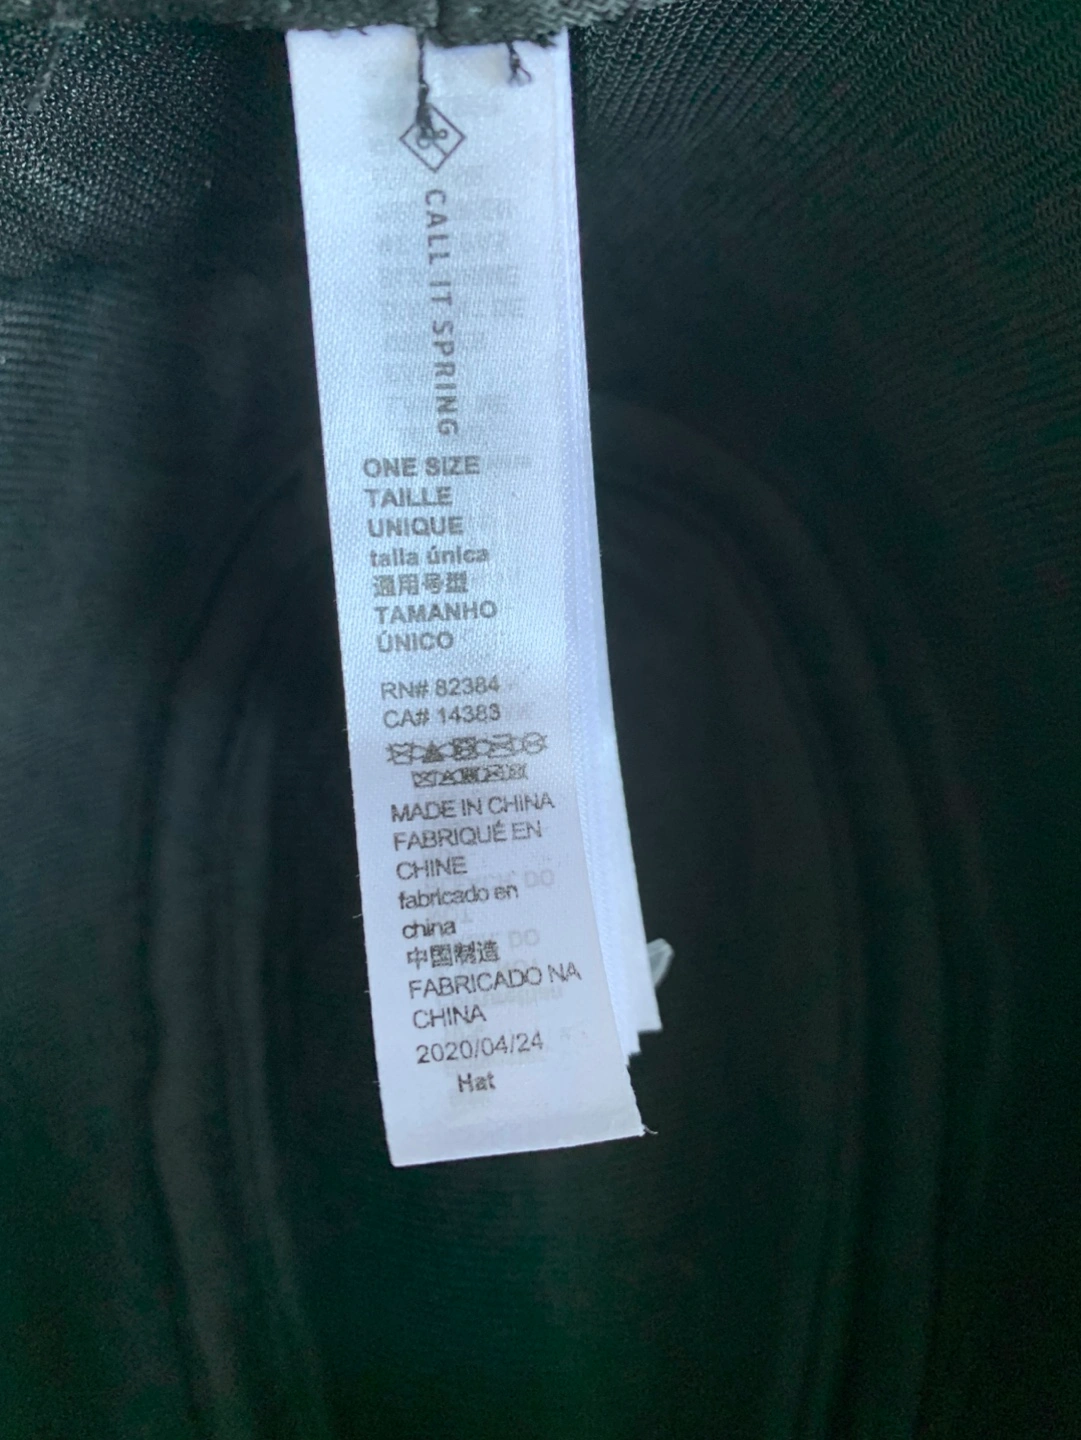 CALL IT SPRING
ONE SIZE
TAILLE
UNIQUE
talla única
通用号型
TAMANHO
ÚNICO
RN# 82384
CA# 14383
MADE IN CHINA
FABRIQUÉ EN
CHINE
fabricado en
china
中国制造
FABRICADO NA
CHINA
2020/04/24
Hat